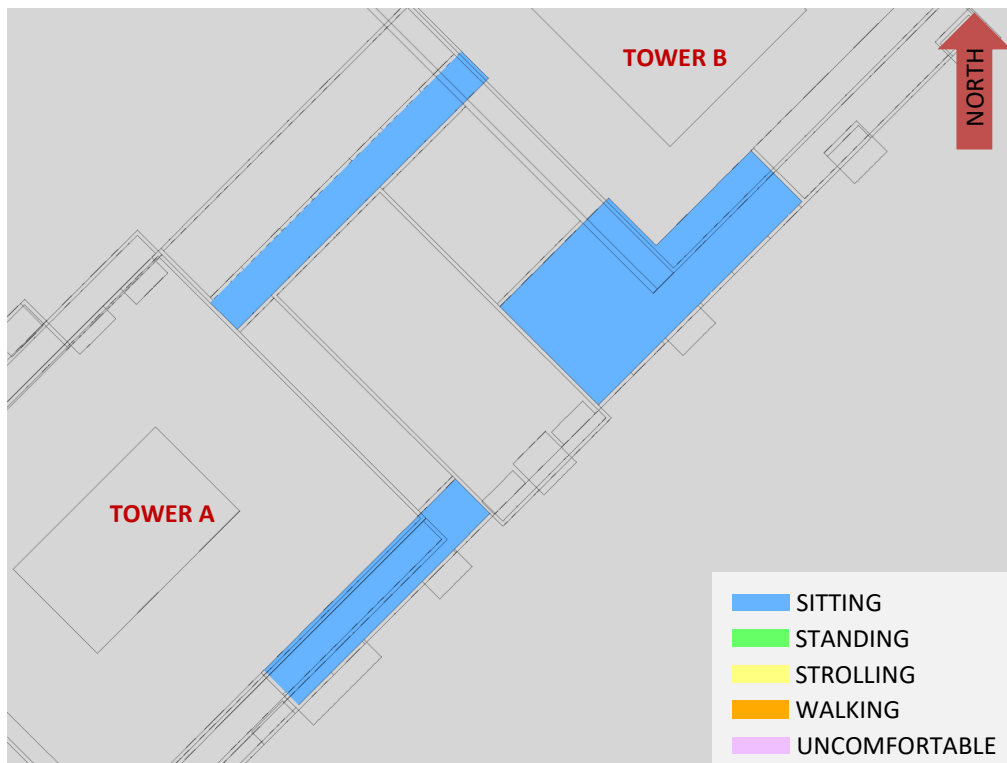 TOWER B
NORTH
TOWER A
SITTING
STANDING
STROLLING
WALKING
UNCOMFORTABLE